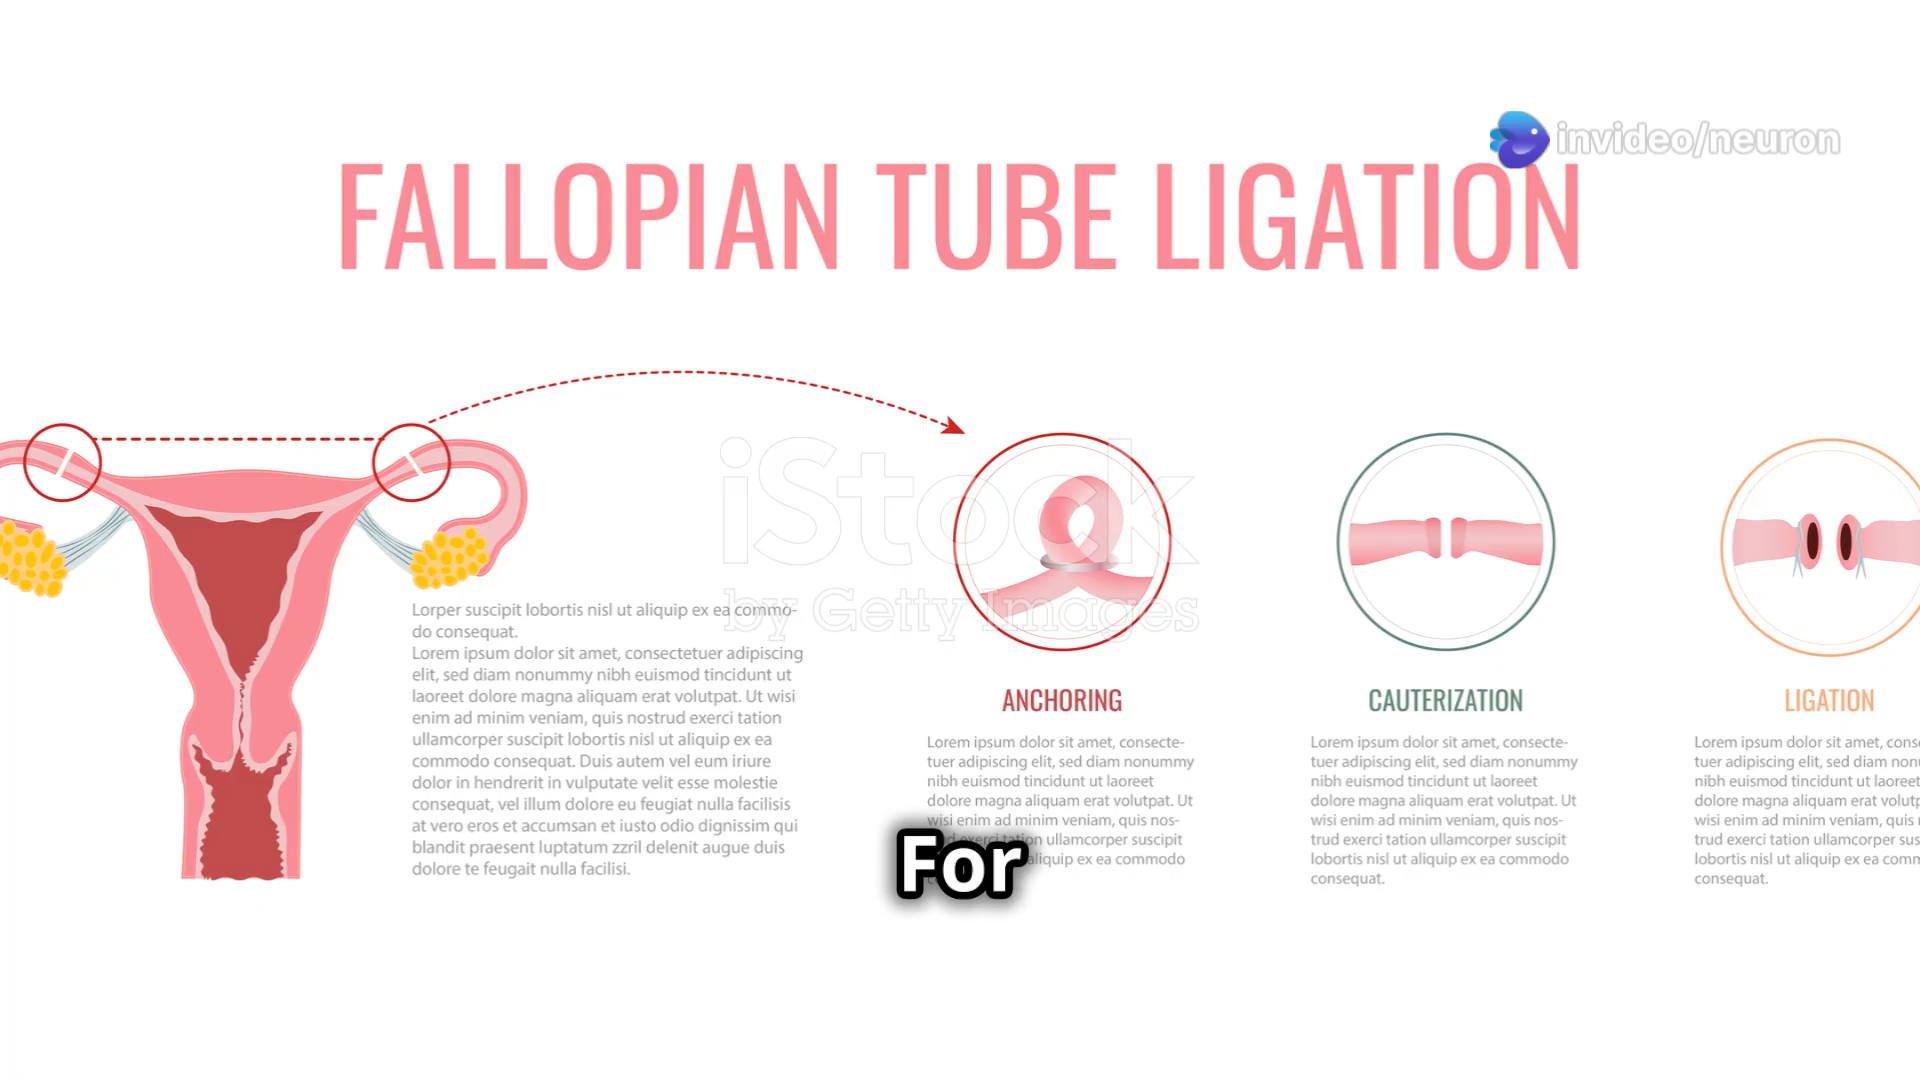 invideo/neuron
FALLOPIAN TUBE LIGATION
iStock
by Getty Images
Lorper suscipit lobortis nisl ut aliquip ex ea commo-
do consequat.
Lorem ipsum dolor sit amet, consectetuer adipiscing
elit, sed diam nonummy nibh euismod tincidunt ut
laoreet dolore magna aliquam erat volutpat. Ut wisi
enim ad minim veniam, quis nostrud exerci tation
ullamcorper suscipit lobortis nisl ut aliquip ex ea
commodo consequat. Duis autem vel eum iriure
dolor in hendrerit in vulputate velit esse molestie
consequat, vel illum dolore eu feugiat nulla facilisis
at vero eros et accumsan et iusto odio dignissim qui
blandit praesent luptatum zzril delenit augue duis
dolore te feugait nulla facilisi.
ANCHORING
Lorem ipsum dolor sit amet, consecte-
tuer adipiscing elit, sed diam nonummy
nibh euismod tincidunt ut laoreet
dolore magna aliquam erat volutpat. Ut
wisi enim ad minim veniam, quis nos-
exerci tation ullamcorper suscipit
aliquip ex ea commodo
CAUTERIZATION
Lorem ipsum dolor sit amet, consecte-
tuer adipiscing elit, sed diam nonummy
nibh euismod tincidunt ut laoreet
dolore magna aliquam erat volutpat. Ut
wisi enim ad minim veniam, quis nos-
trud exerci tation ullamcorper suscipit
lobortis nisl ut aliquip ex ea commodo
consequat.
LIGATION
Lorem ipsum dolor sit amet, conse
tuer adipiscing elit, sed diam nonu
nibh euismod tincidunt ut laoreet
dolore magna aliquam erat volutp
wisi enim ad minim veniam, quis n
trud exerci tation ullamcorper sus
lobortis nisl ut aliquip ex ea comm
consequat.
For